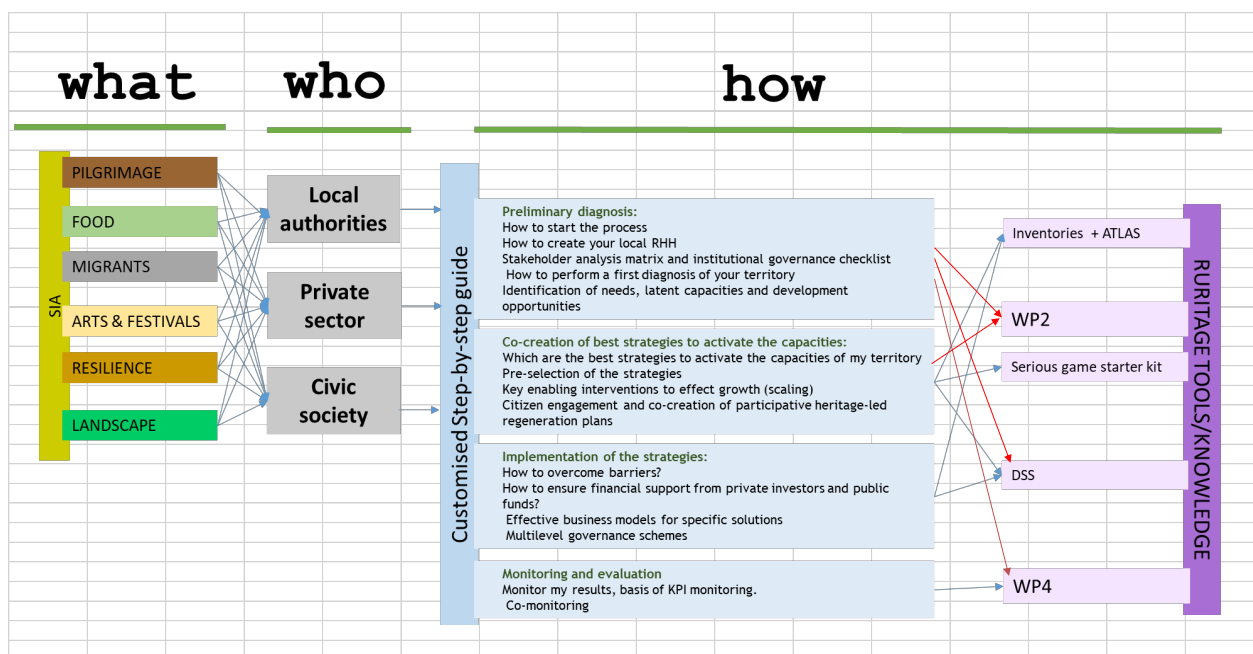 what
who
how
SIA
PILGRIMAGE
FOOD
MIGRANTS
ARTS & FESTIVALS
RESILIENCE
LANDSCAPE
Local
authorities
Private
sector
Civic
society
Customised Step-by-step guide
Preliminary diagnosis:
How to start the process
How to create your local RHH
Stakeholder analysis matrix and institutional governance checklist
How to perform a first diagnosis of your territory
Identification of needs, latent capacities and development
opportunities
Co-creation of best strategies to activate the capacities:
Which are the best strategies to activate the capacities of my territory
Pre-selection of the strategies
Key enabling interventions to effect growth (scaling)
Citizen engagement and co-creation of participative heritage-led
regeneration plans
Implementation of the strategies:
How to overcome barriers?
How to ensure financial support from private investors and public
funds?
Effective business models for specific solutions
Multilevel governance schemes
Monitoring and evaluation
Monitor my results, basis of KPI monitoring.
Co-monitoring
Inventories + ATLAS
WP2
Serious game starter kit
DSS
WP4
RURITAGE TOOLS/KNOWLEDGE